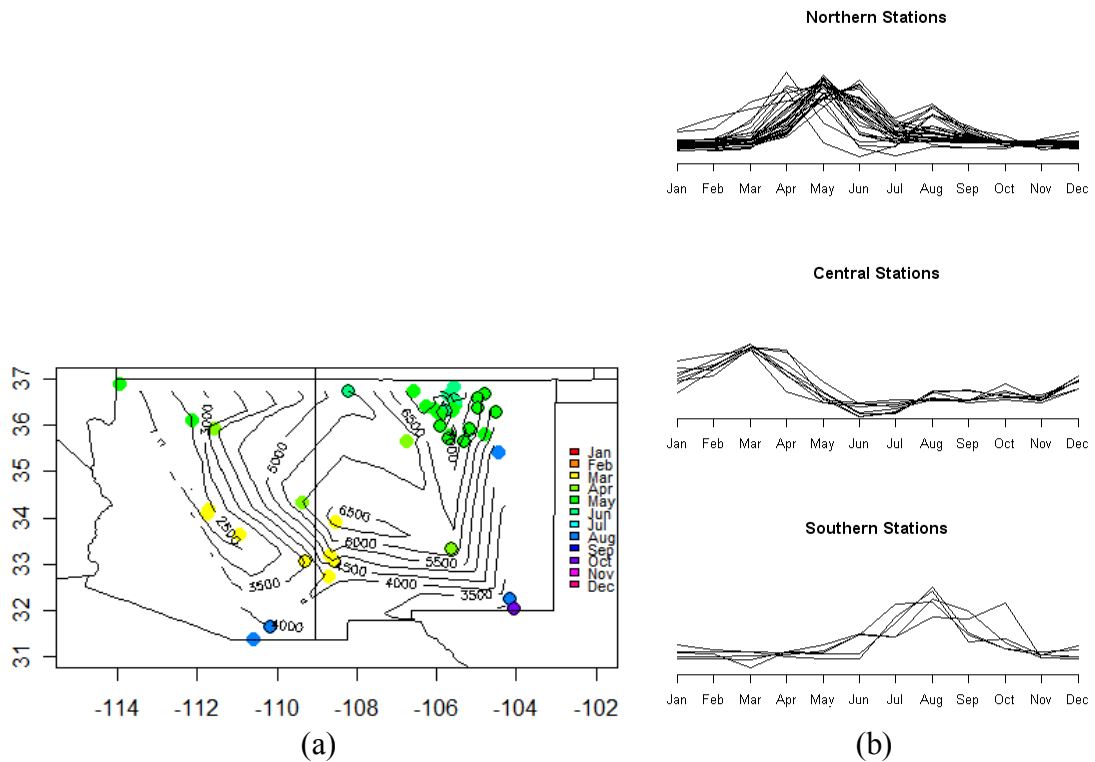 Northern Stations
Jan Feb Mar Apr May Jun Jul Aug Sep Oct Nov Dec
Central Stations
Jan Feb Mar Apr May Jun Jul Aug Sep Oct Nov Dec
Southern Stations
Jan Feb Mar Apr May Jun Jul Aug Sep Oct Nov Dec
37
36
35
34
33
32
31
-114 -112 -110 -108 -106 -104 -102
6500
5000
6500
6000
5500
4500
4000
3500
2500
3500
4000
Jan
Feb
Mar
Apr
May
Jun
Jul
Aug
Sep
Oct
Nov
Dec
(a)
(b)